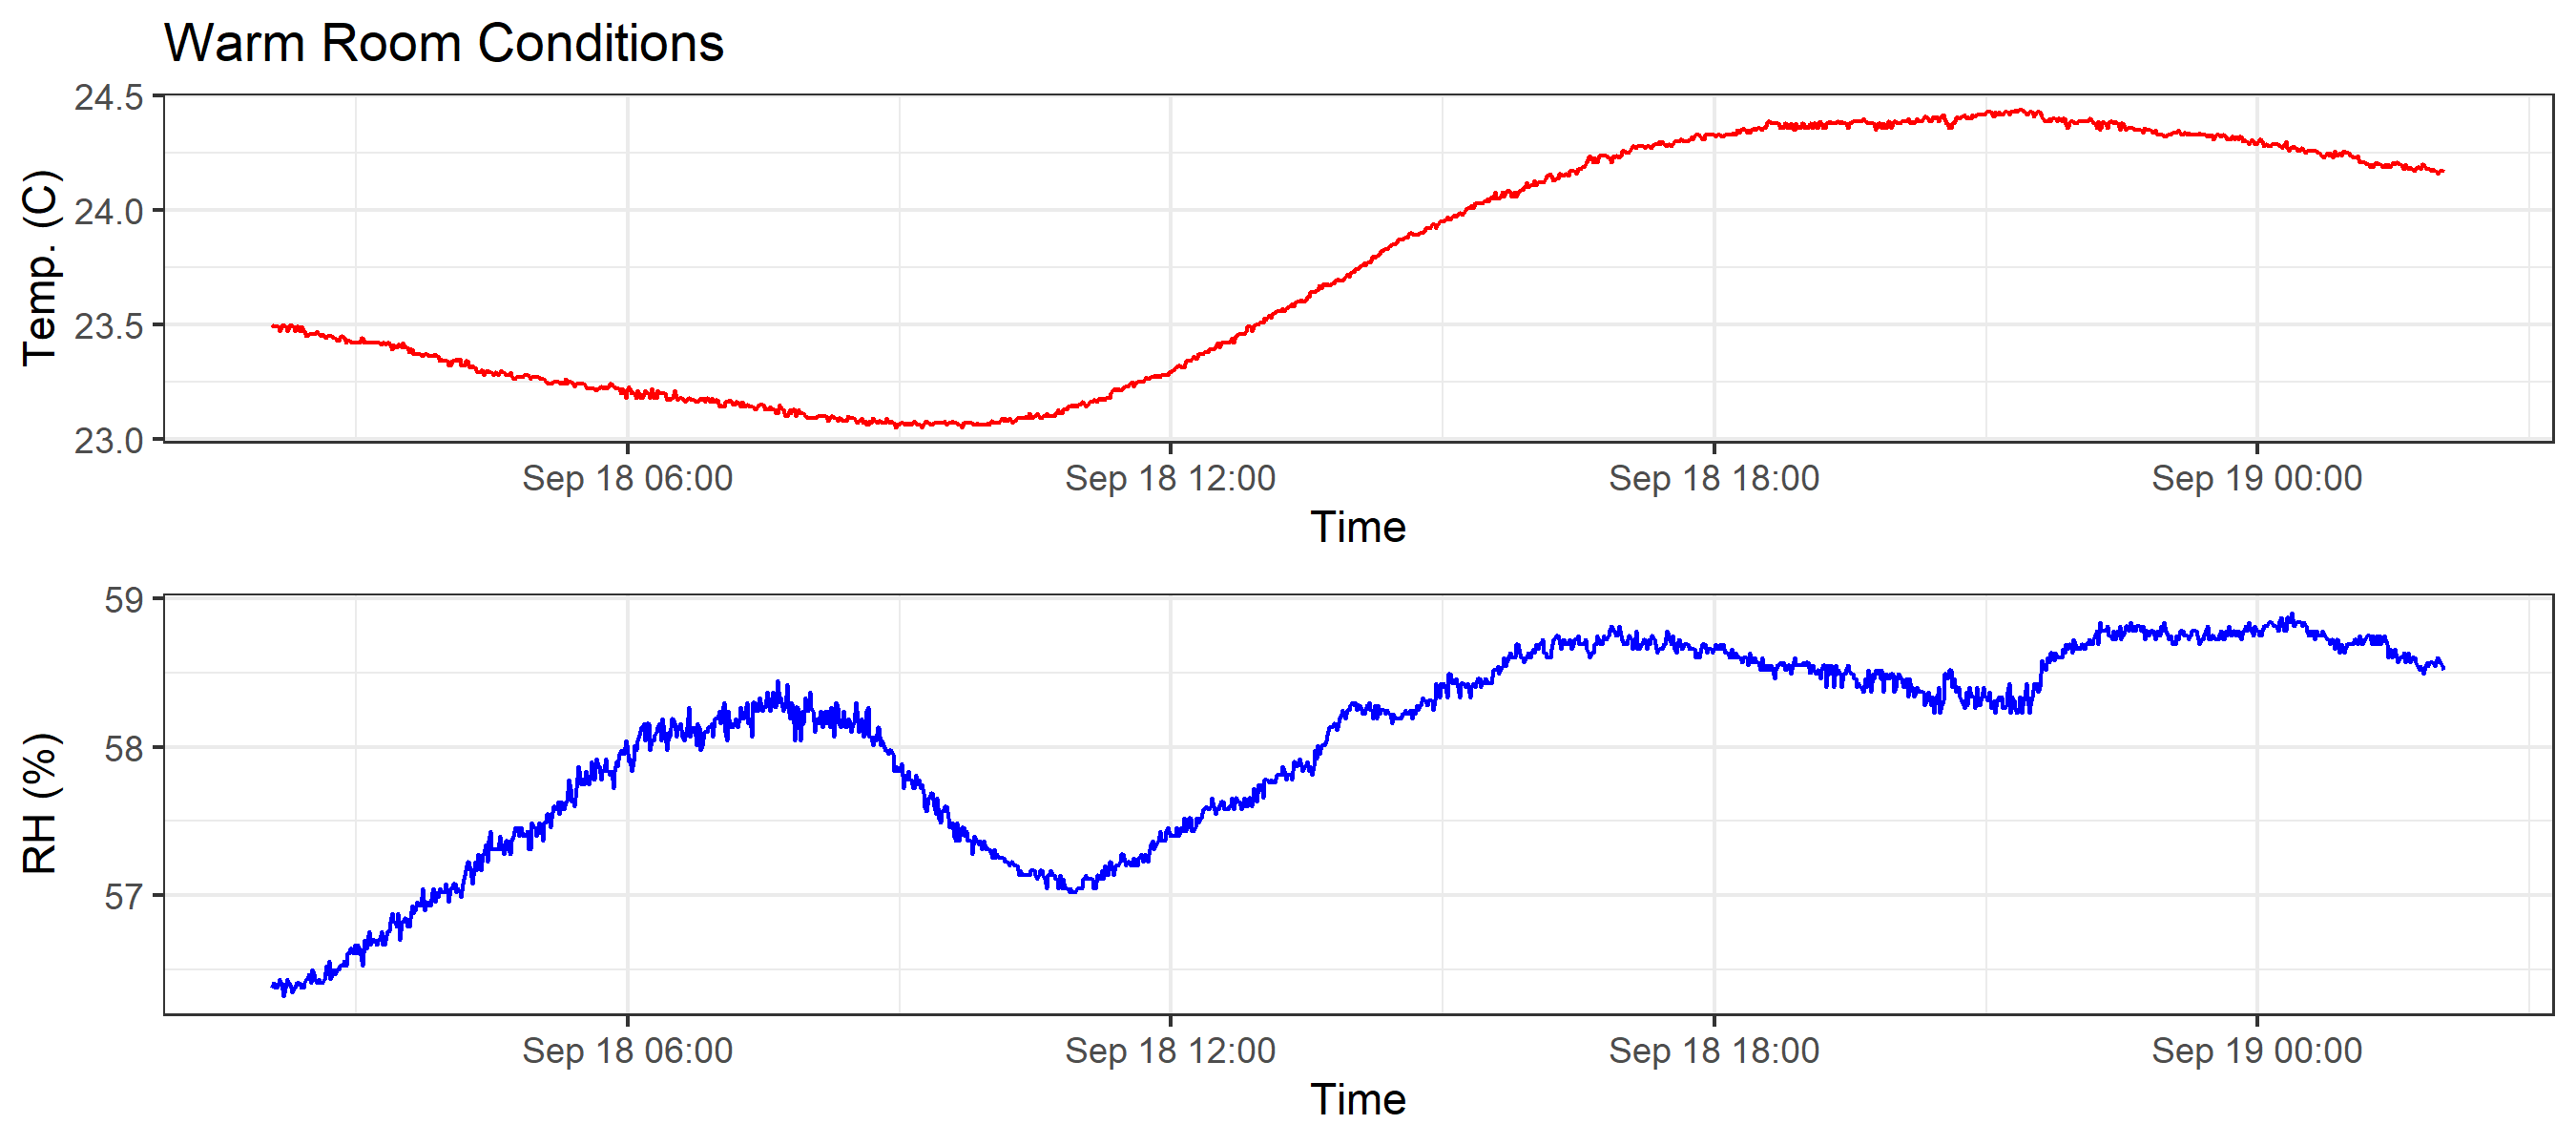 Warm Room Conditions
24.5
24.0
23.5
23.0
Temp. (C)
Sep 18 06:00 Sep 18 12:00 Sep 18 18:00 Sep 19 00:00
Time
59
58
57
RH (%)
Sep 18 06:00 Sep 18 12:00 Sep 18 18:00 Sep 19 00:00
Time